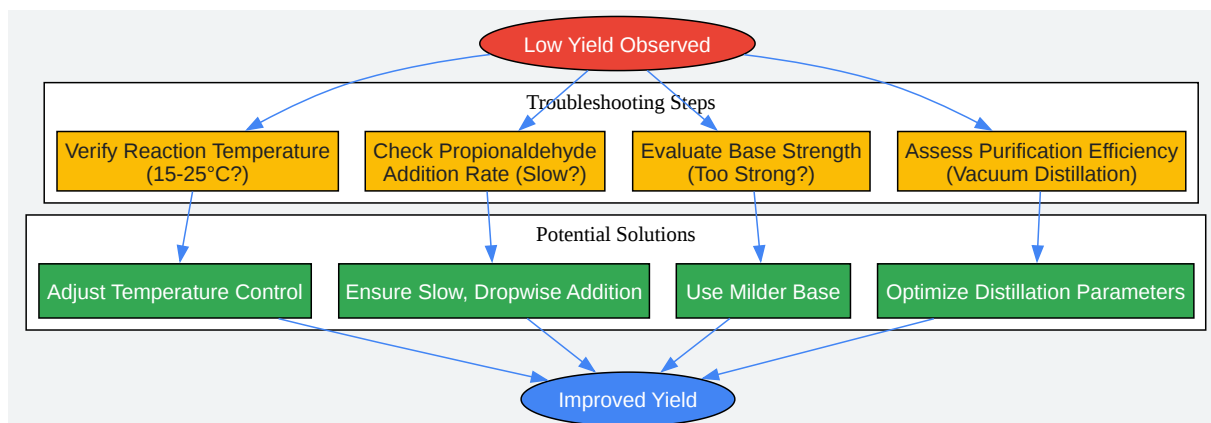 Low Yield Observed
Troubleshooting Steps
Verify Reaction Temperature
(15-25°C?)
Check Propionaldehyde
Addition Rate (Slow?)
Evaluate Base Strength
(Too Strong?)
Assess Purification Efficiency
(Vacuum Distillation)
Potential Solutions
Adjust Temperature Control
Ensure Slow, Dropwise Addition
Use Milder Base
Optimize Distillation Parameters
Improved Yield